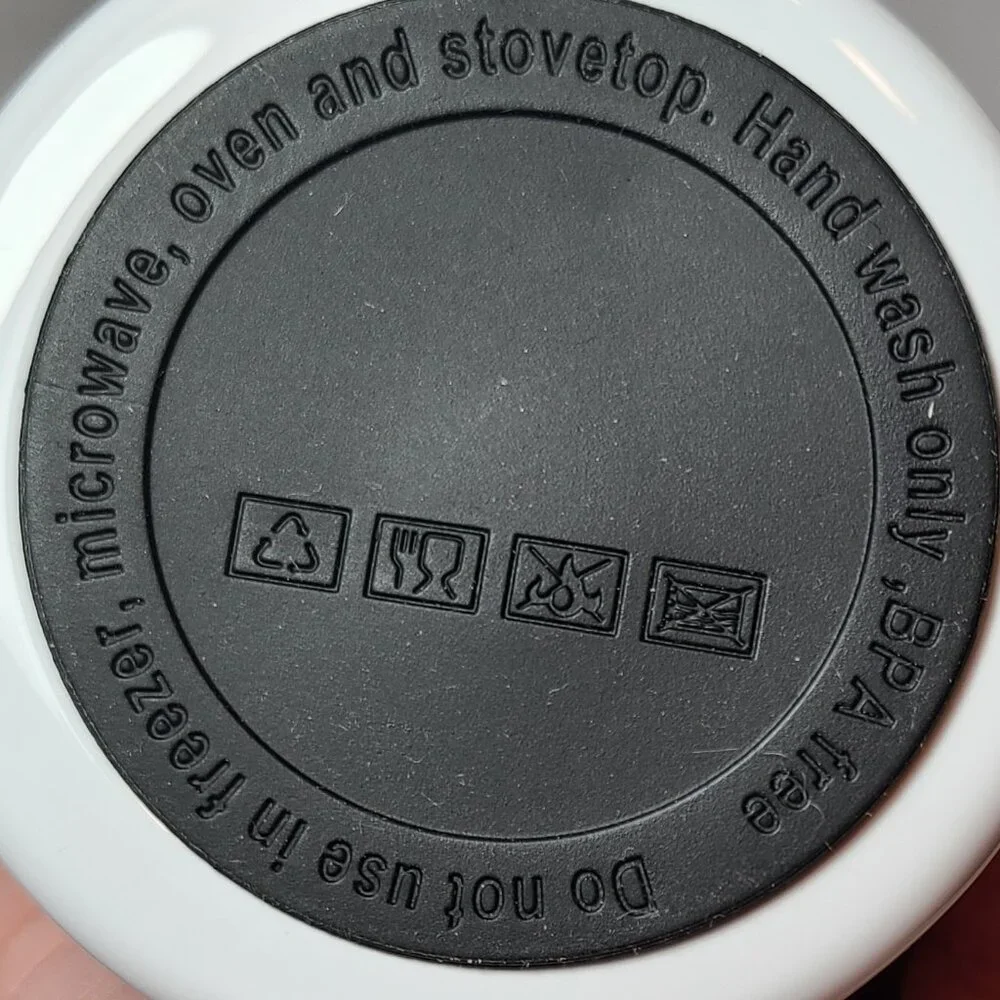 Do not use in freezer, microwave, oven and stovetop. Hand wash only ,BPA free